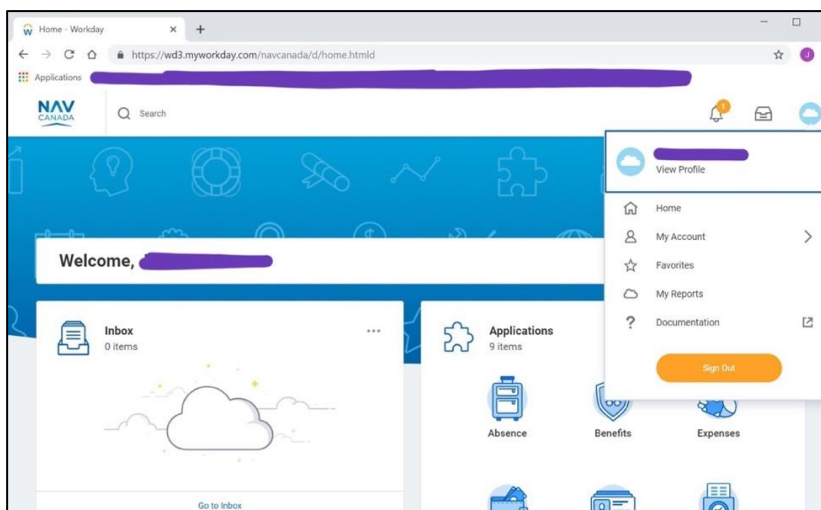 Home - Workday
https://wd3.myworkday.com/navcanada/d/home.htmld
J
Applications
NAV
CANADA
Search
1
View Profile
Home
My Account
Favorites
My Reports
? Documentation
Sign Out
Welcome,
Inbox
0 items
Go to Inbox
Applications
9 items
Absence
Benefits
Expenses